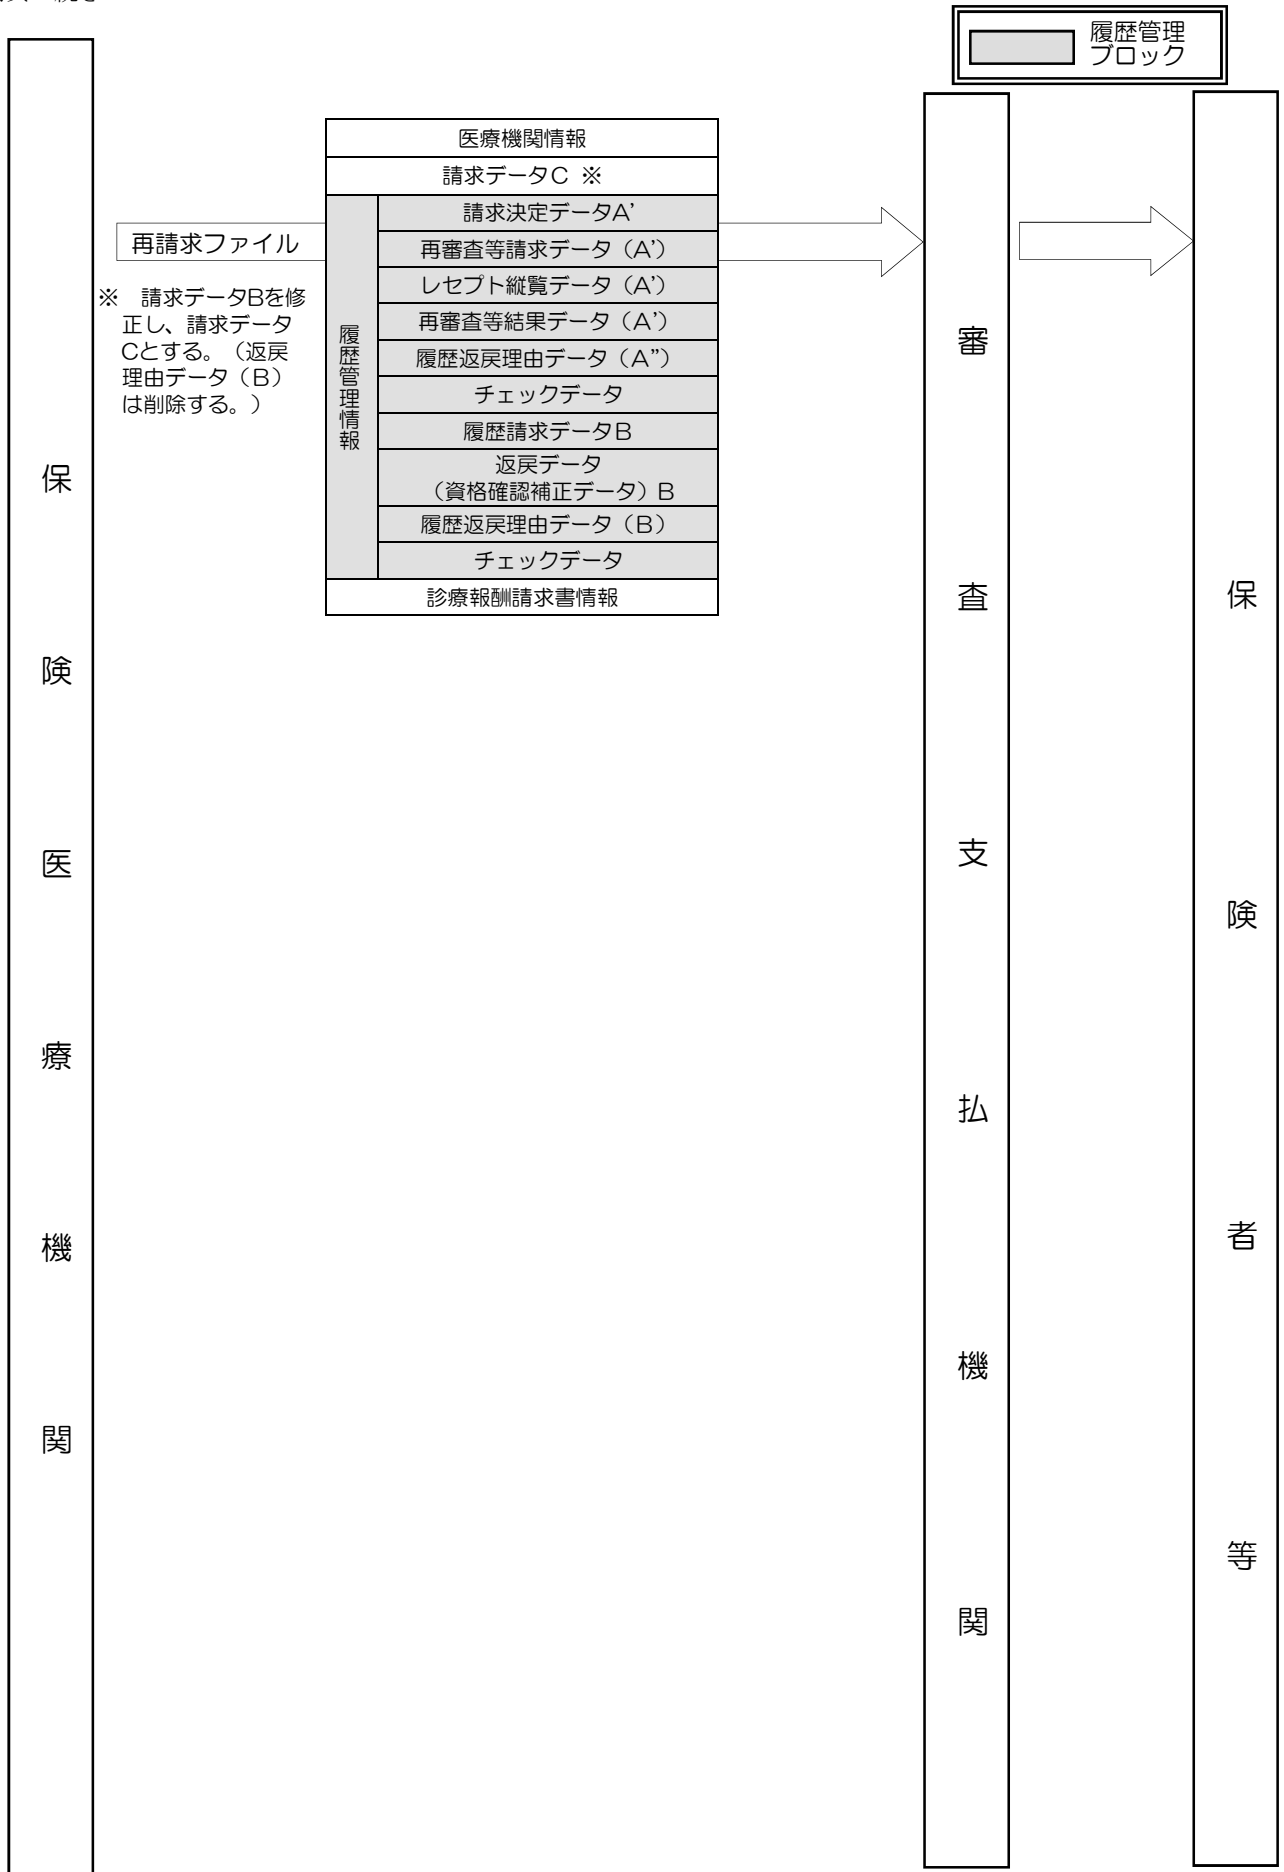 履歴管理
ブロック
医療機関情報
請求データC ※
請求決定データA’
再審査等請求データ（A’）
レセプト縦覧データ（A’）
再審査等結果データ（A’）
履歴返戻理由データ（A”）
チェックデータ
履歴請求データB
返戻データ
（資格確認補正データ）B
履歴返戻理由データ（B）
チェックデータ
履歴管理情報
診療報酬請求書情報
再請求ファイル
※　請求データBを修
正し、請求データ
Cとする。（返戻
理由データ（B）
は削除する。）
保険医療機関
審査支払機関
保険者等